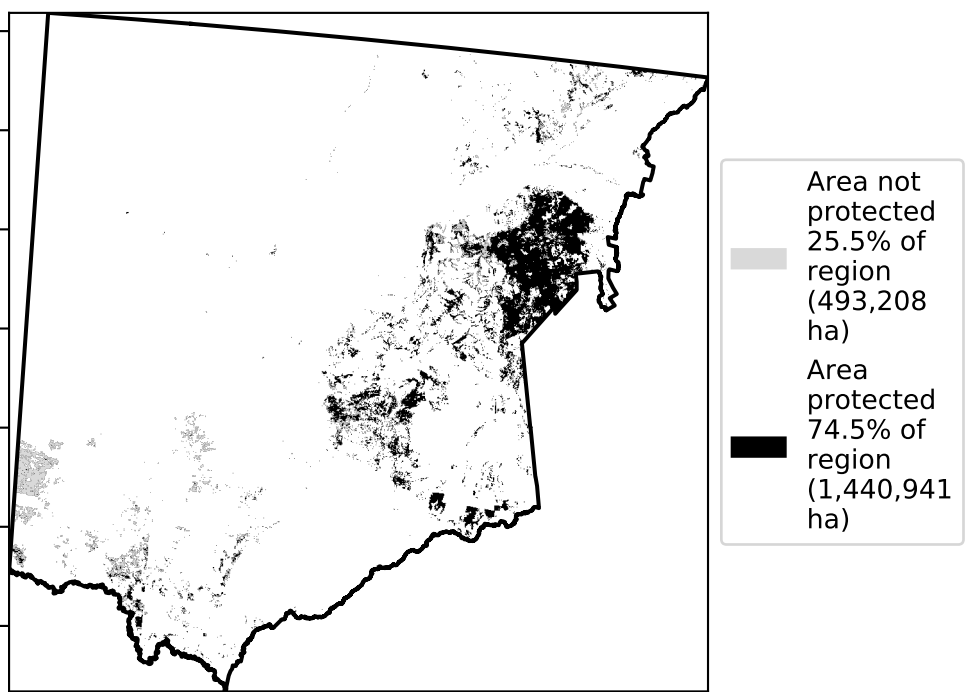 Area not
protected
25.5% of
region
(493,208
ha)
Area
protected
74.5% of
region
(1,440,941
ha)